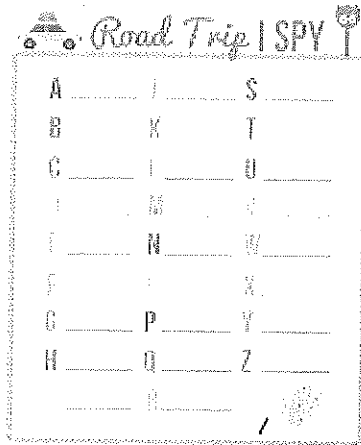 Road Trip I SPY
A J S
B K T
C L U
M V
N W
X
G P Y
H Q Z
R